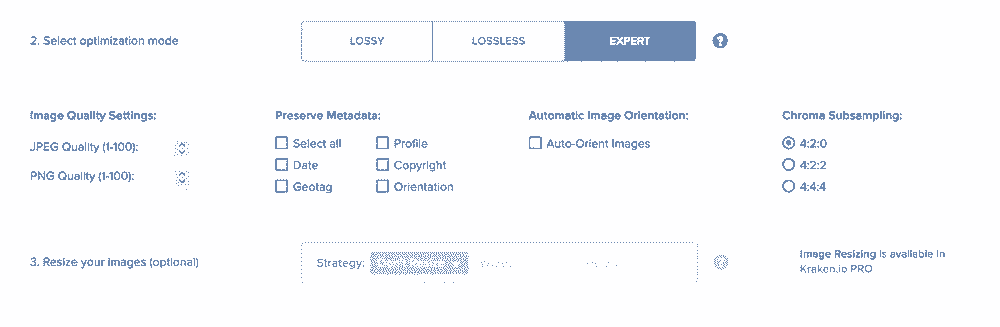 2. Select optimization mode
LOSSY
LOSSLESS
EXPERT
?
Image Quality Settings:
JPEG Quality (1-100):
PNG Quality (1-100):
Preserve Metadata:
Select all
Profile
Date
Copyright
Geotag
Orientation
Automatic Image Orientation:
Auto-Orient Images
Chroma Subsampling:
4:2:0
4:2:2
4:4:4
3. Resize your images (optional)
Strategy:
?
Image Resizing is available in
Kraken.io PRO